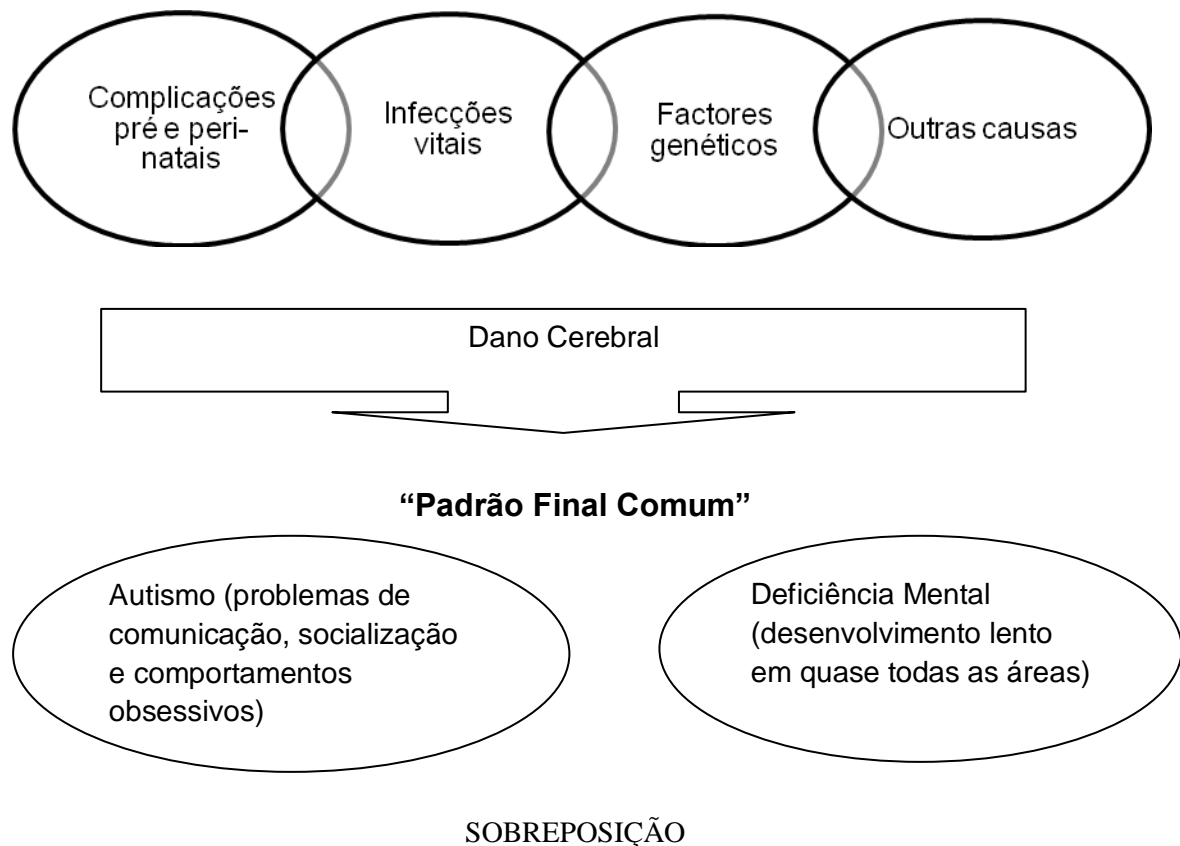 Complicações
pré e peri-
natais
Infecções
vitais
Factores
genéticos
Outras causas
Dano Cerebral
“Padrão Final Comum”
Autismo (problemas de
comunicação, socialização
e comportamentos
obsessivos)
Deficiência Mental
(desenvolvimento lento
em quase todas as áreas)
SOBREPOSIÇÃO